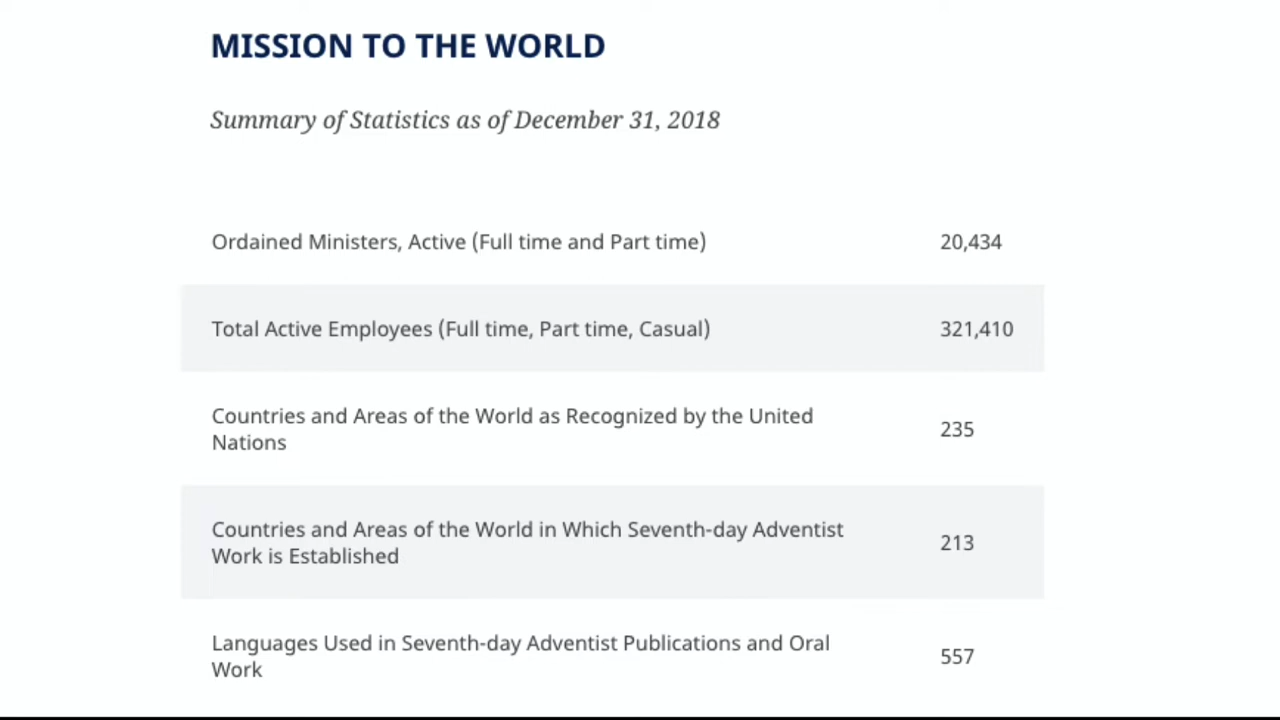 MISSION TO THE WORLD
Summary of Statistics as of December 31, 2018
Ordained Ministers, Active (Full time and Part time) 20,434
Total Active Employees (Full time, Part time, Casual) 321,410
Countries and Areas of the World as Recognized by the United
Nations 235
Countries and Areas of the World in Which Seventh-day Adventist
Work is Established 213
Languages Used in Seventh-day Adventist Publications and Oral
Work 557